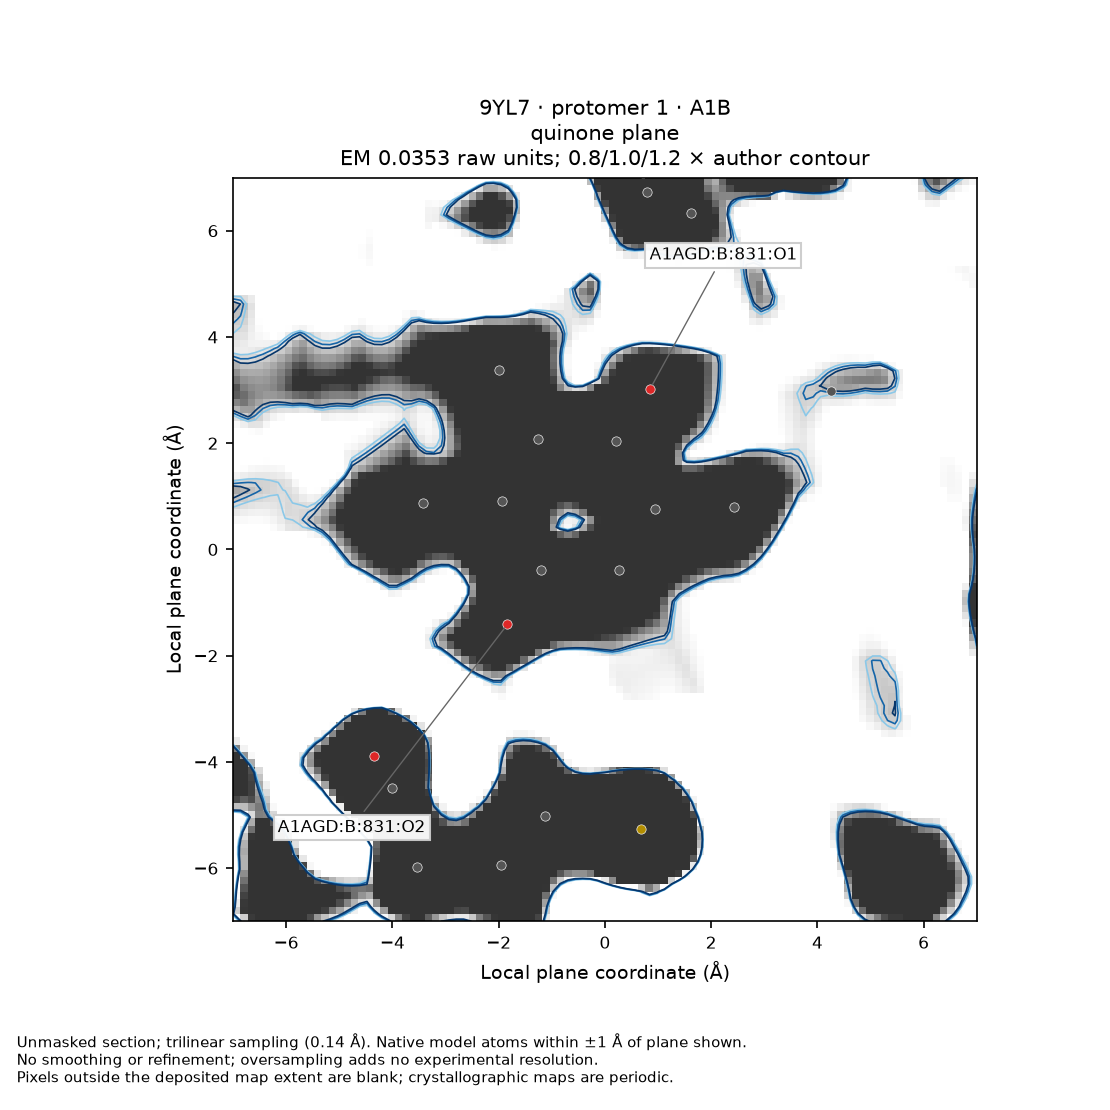 9YL7 · protomer 1 · A1B
quinone plane
EM 0.0353 raw units; 0.8/1.0/1.2 × author contour
6
A1AGD:B:831:O1
4
2
0
−2
−4
A1AGD:B:831:O2
−6
Local plane coordinate (Å)
−6 −4 −2 0 2 4 6
Local plane coordinate (Å)
Unmasked section; trilinear sampling (0.14 Å). Native model atoms within ±1 Å of plane shown.
No smoothing or refinement; oversampling adds no experimental resolution.
Pixels outside the deposited map extent are blank; crystallographic maps are periodic.